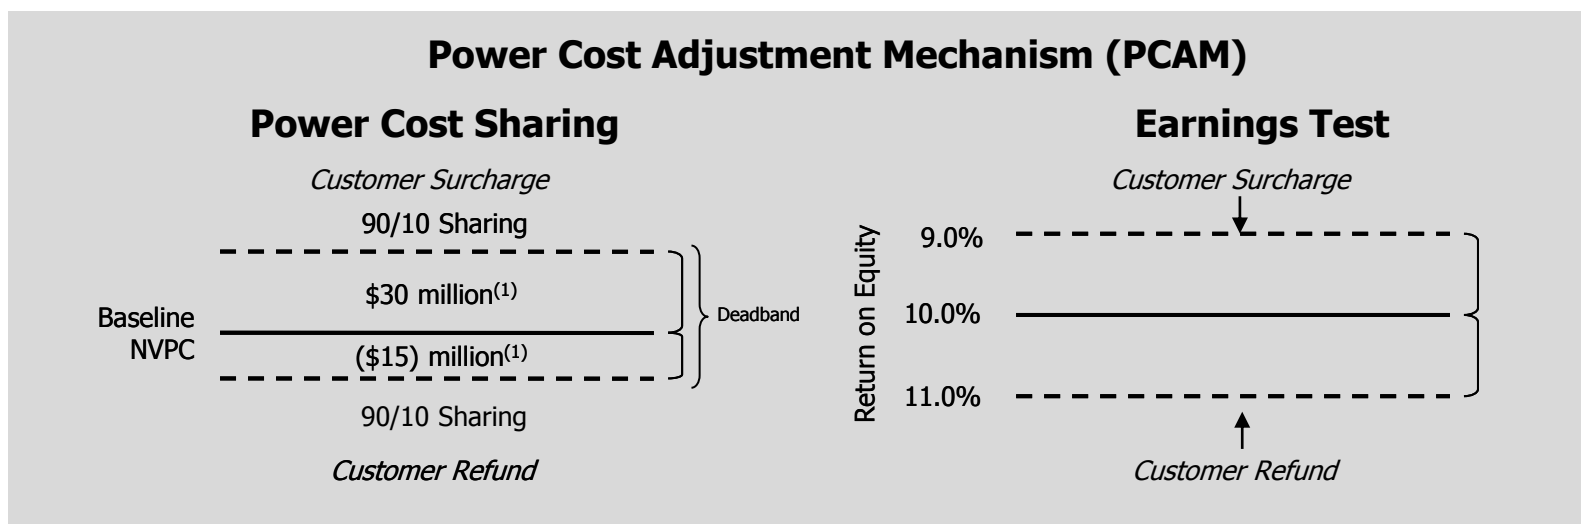 Power Cost Adjustment Mechanism (PCAM)
Power Cost Sharing
Customer Surcharge
90/10 Sharing
$30 million(1)
Baseline
NVPC
($15) million(1)
Deadband
90/10 Sharing
Customer Refund
Earnings Test
Customer Surcharge
Return on Equity
9.0%
10.0%
11.0%
Customer Refund